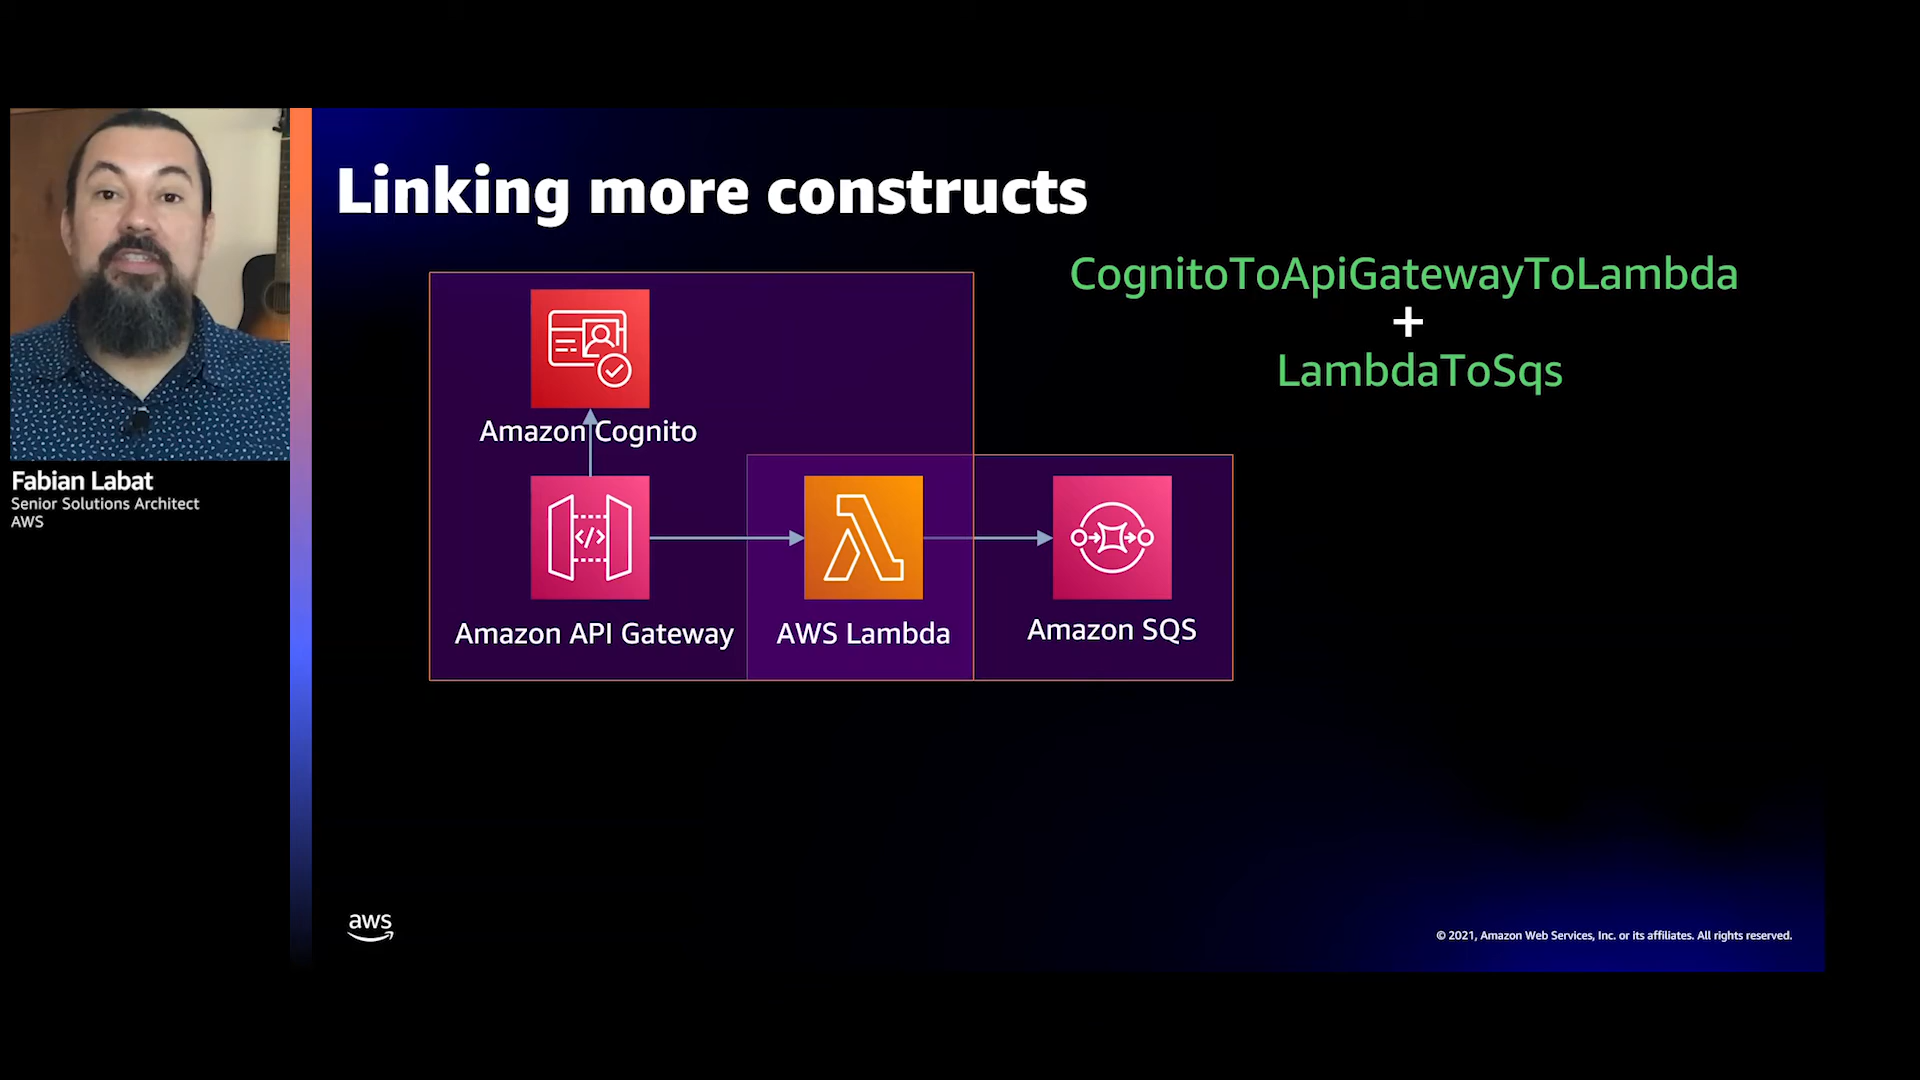 Linking more constructs
CognitoToApiGatewayToLambda
+
LambdaToSqs
Amazon Cognito
Fabian Labat
Senior Solutions Architect
AWS
</>
Amazon API Gateway
AWS Lambda
Amazon SQS
aws
© 2021, Amazon Web Services, Inc. or its affiliates. All rights reserved.